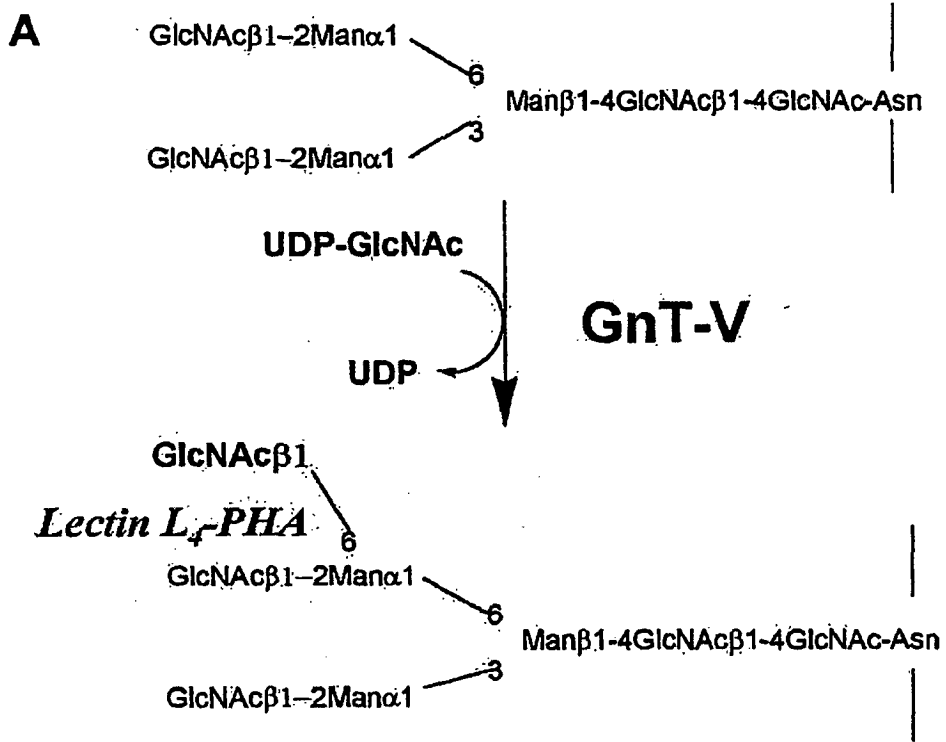 A
GlcNAcβ1–2Manα1
6
Manβ1-4GlcNAcβ1-4GlcNAc-Asn
3
GlcNAcβ1–2Manα1
UDP-GlcNAc
GnT-V
UDP
GlcNAcβ1
Lectin L4-PHA
6
GlcNAcβ1–2Manα1
6
Manβ1-4GlcNAcβ1-4GlcNAc-Asn
3
GlcNAcβ1–2Manα1